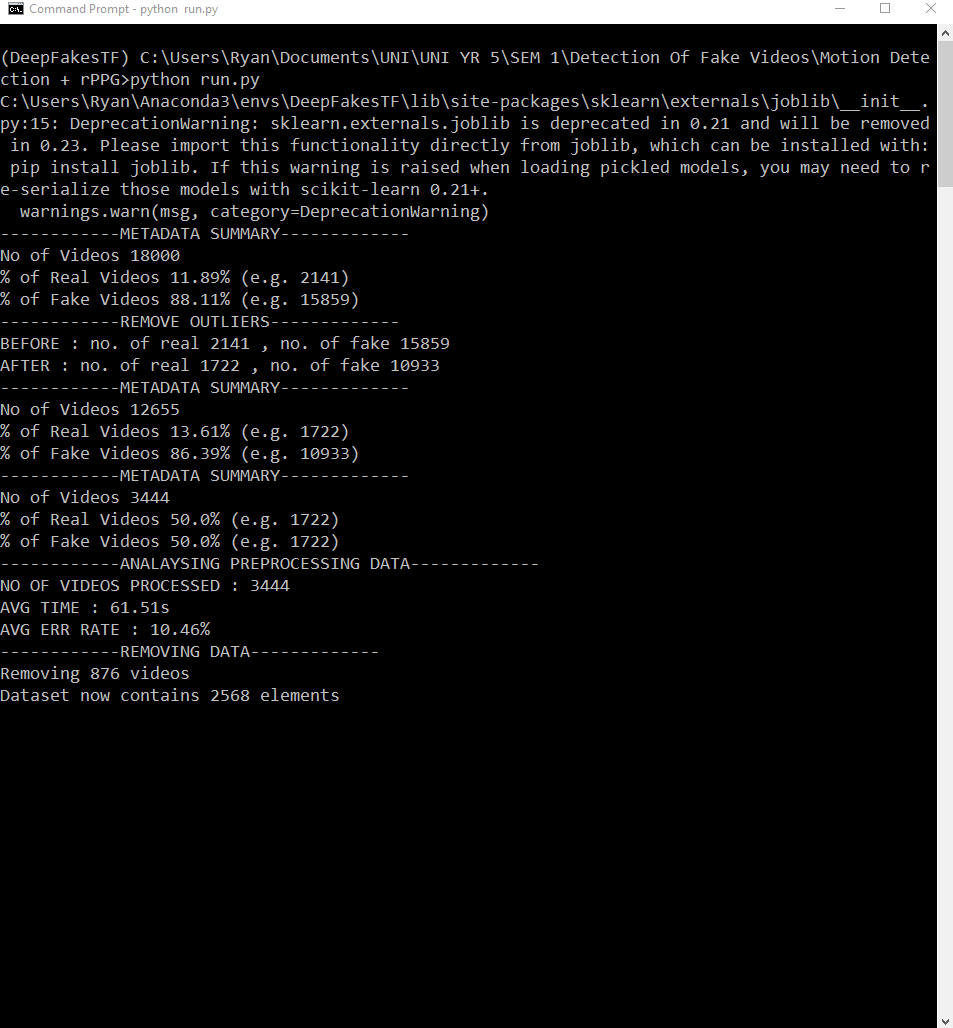 Command Prompt - python  run.py
(DeepFakesTF) C:\Users\Ryan\Documents\UNI\UNI YR 5\SEM 1\Detection Of Fake Videos\Motion Dete
ction + rPPG>python run.py
C:\Users\Ryan\Anaconda3\envs\DeepFakesTF\lib\site-packages\sklearn\externals\joblib\__init__.
py:15: DeprecationWarning: sklearn.externals.joblib is deprecated in 0.21 and will be removed
 in 0.23. Please import this functionality directly from joblib, which can be installed with:
 pip install joblib. If this warning is raised when loading pickled models, you may need to r
e-serialize those models with scikit-learn 0.21+.
  warnings.warn(msg, category=DeprecationWarning)
------------METADATA SUMMARY-------------
No of Videos 18000
% of Real Videos 11.89% (e.g. 2141)
% of Fake Videos 88.11% (e.g. 15859)
------------REMOVE OUTLIERS-------------
BEFORE : no. of real 2141 , no. of fake 15859
AFTER : no. of real 1722 , no. of fake 10933
------------METADATA SUMMARY-------------
No of Videos 12655
% of Real Videos 13.61% (e.g. 1722)
% of Fake Videos 86.39% (e.g. 10933)
------------METADATA SUMMARY-------------
No of Videos 3444
% of Real Videos 50.0% (e.g. 1722)
% of Fake Videos 50.0% (e.g. 1722)
------------ANALAYSING PREPROCESSING DATA-------------
NO OF VIDEOS PROCESSED : 3444
AVG TIME : 61.51s
AVG ERR RATE : 10.46%
------------REMOVING DATA-------------
Removing 876 videos
Dataset now contains 2568 elements